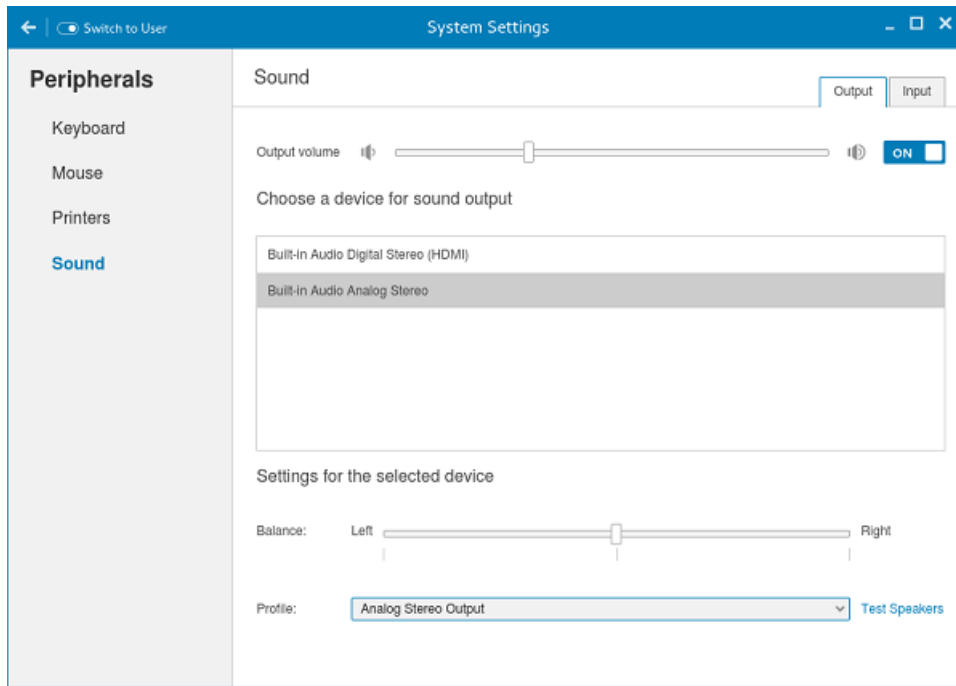 Switch to User
System Settings
Peripherals
Keyboard
Mouse
Printers
Sound
Sound
Output
Input
Output volume
ON
Choose a device for sound output
Built-in Audio Digital Stereo (HDMI)
Built-in Audio Analog Stereo
Settings for the selected device
Balance:
Left
Right
Profile:
Analog Stereo Output
Test Speakers